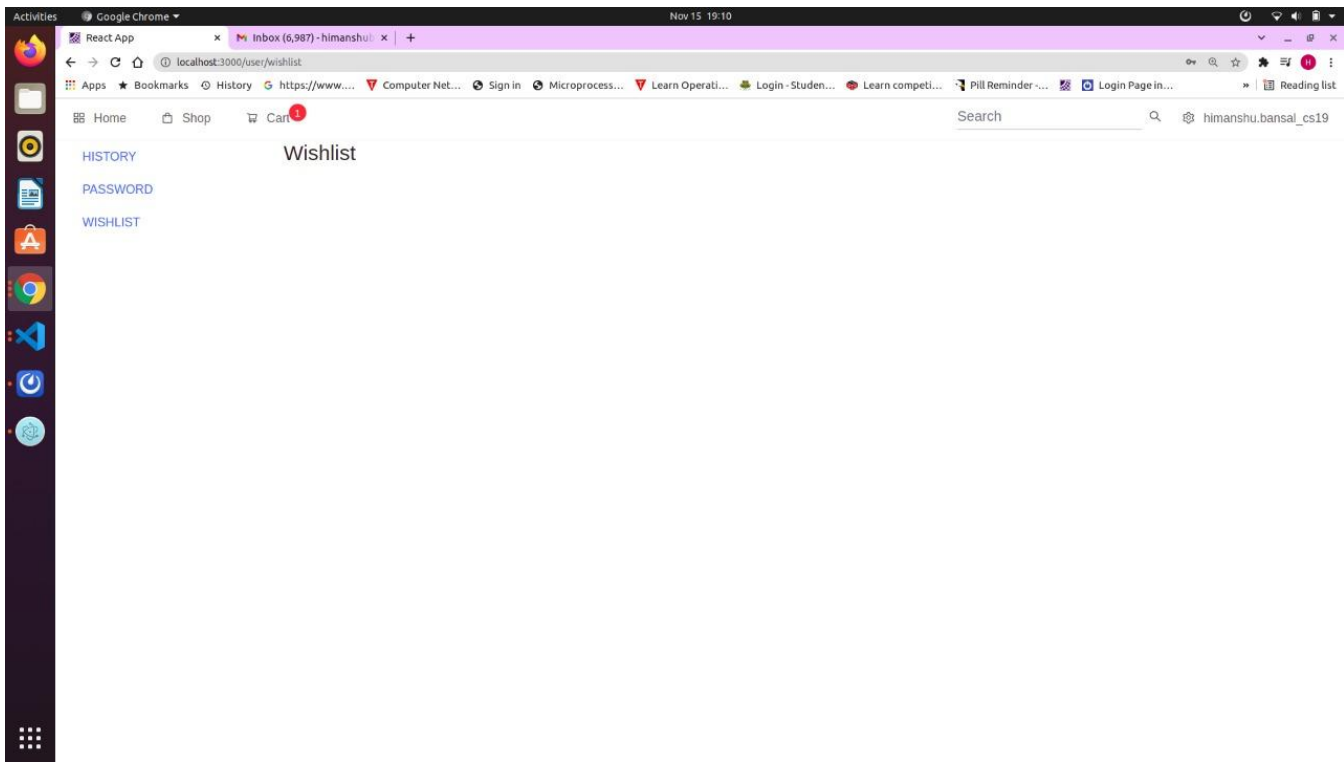 Activities Google Chrome Nov 15 19:10
React App Inbox (6,987) - himanshub
localhost:3000/user/wishlist
Apps Bookmarks History https://www.... Computer Net... Sign in Microprocess... Learn Operati... Login - Studen... Learn competi... Pill Reminder -... Login Page in... » Reading list
Home Shop Cart 1 Search himanshu.bansal_cs19
HISTORY Wishlist
PASSWORD
WISHLIST